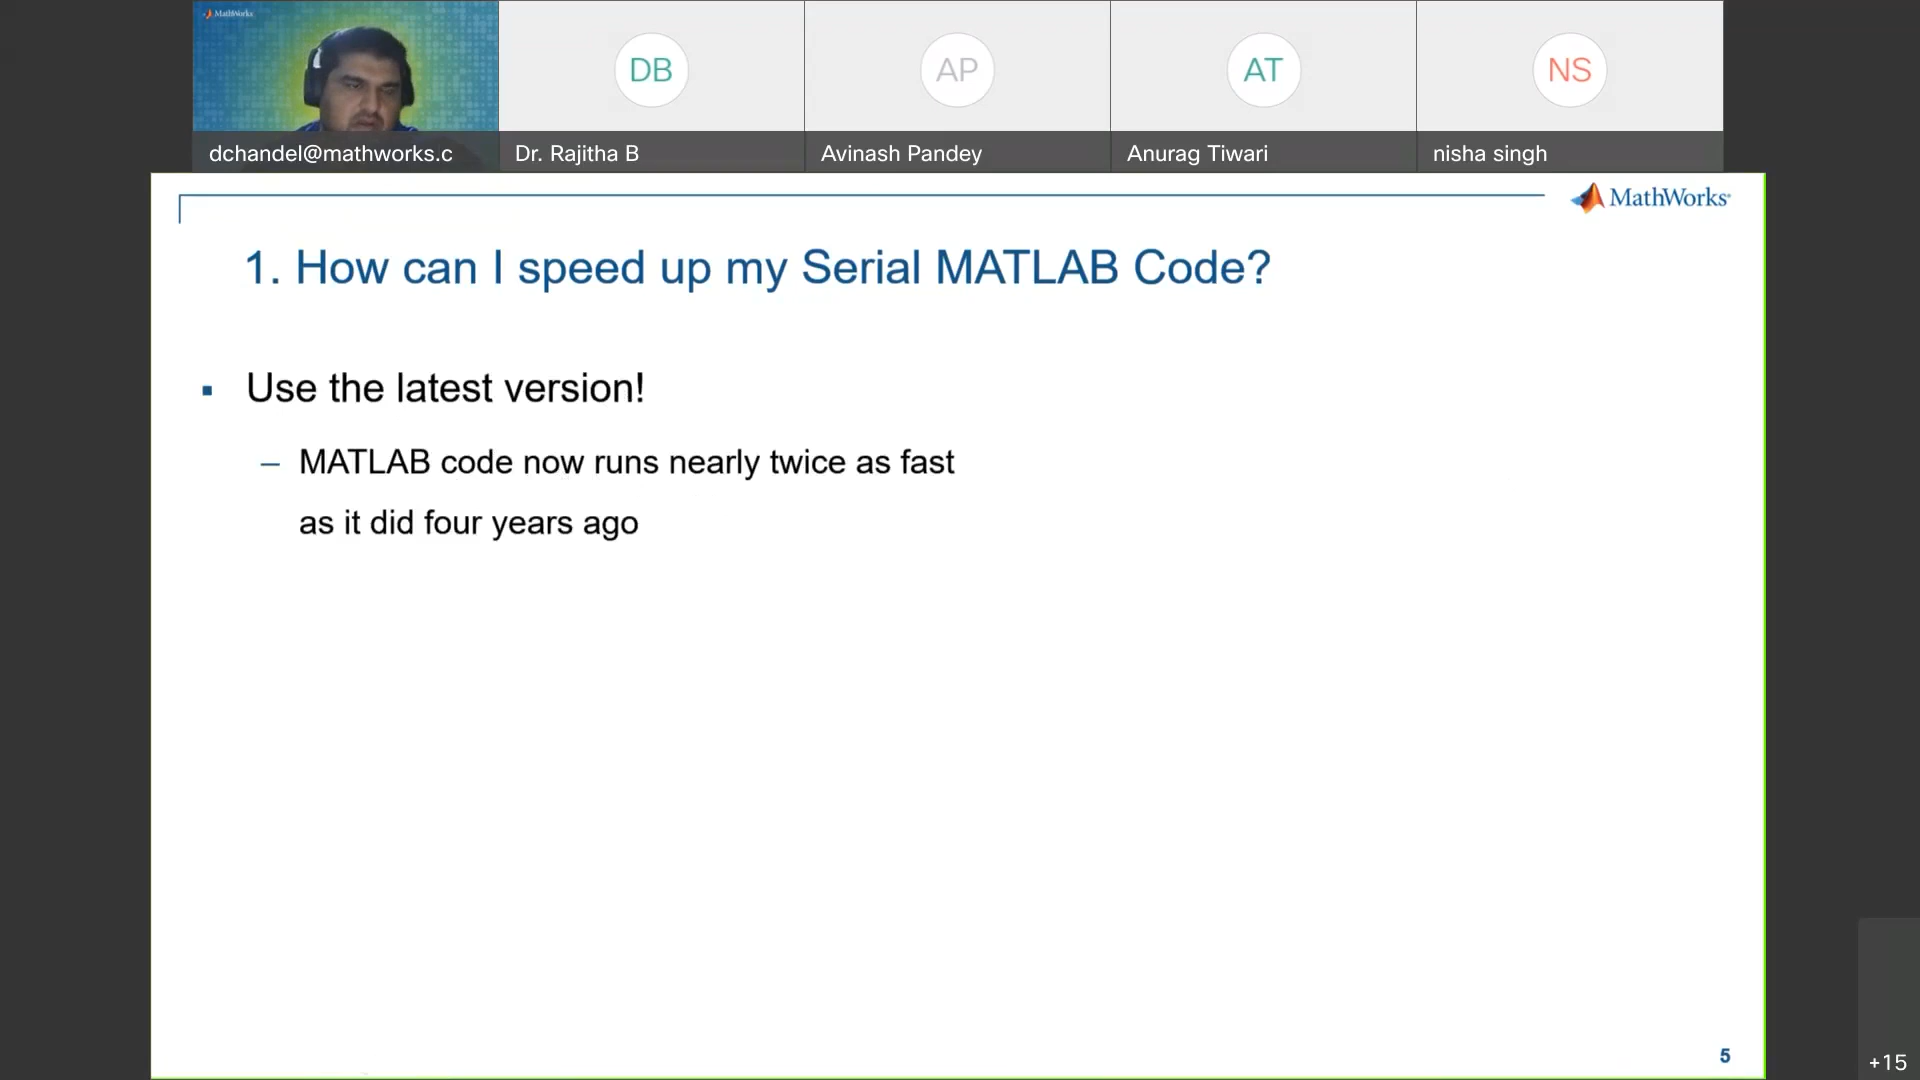 MathWorks
DB
AP
AT
NS
dchandel@mathworks.c
Dr. Rajitha B
Avinash Pandey
Anurag Tiwari
nisha singh
MathWorks®
1. How can I speed up my Serial MATLAB Code?
▪ Use the latest version!
– MATLAB code now runs nearly twice as fast
as it did four years ago
5
+15